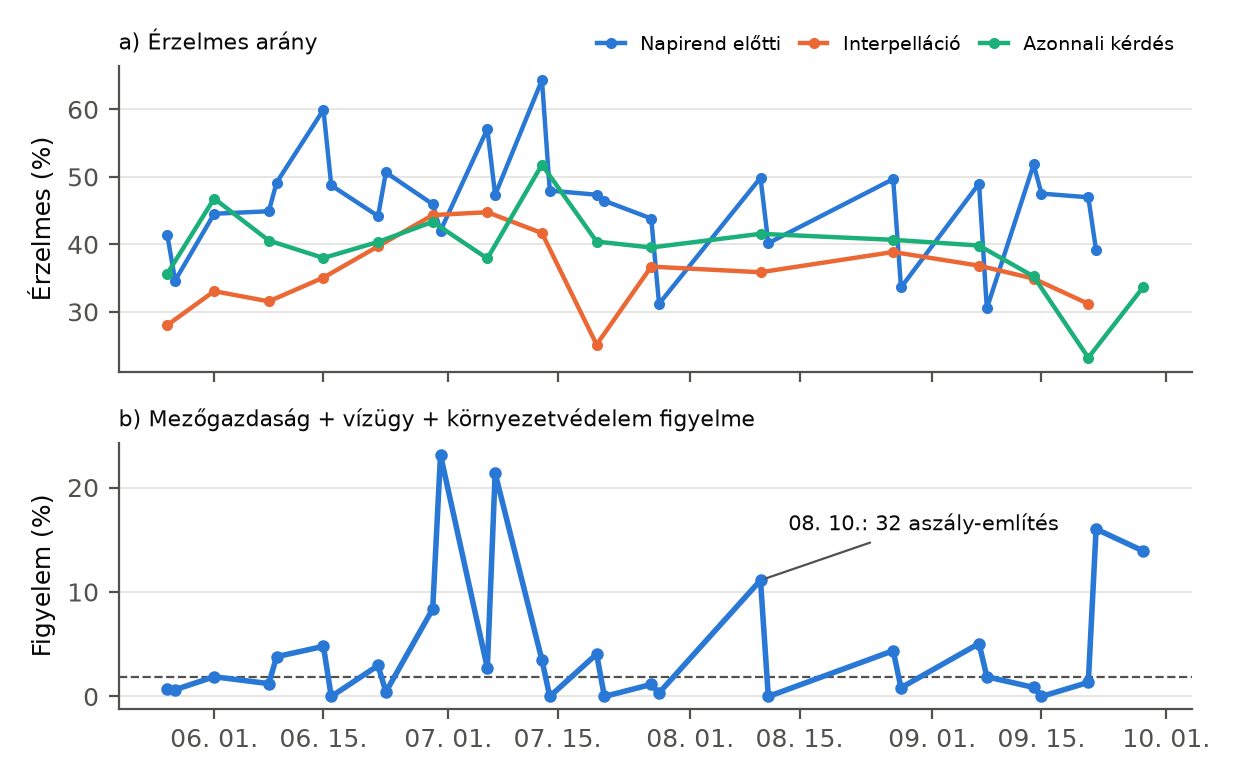 a) Érzelmes arány
Napirend előtti
Interpelláció
Azonnali kérdés
Érzelmes (%)
60
50
40
30
b) Mezőgazdaság + vízügy + környezetvédelem figyelme
Figyelem (%)
20
10
0
08. 10.: 32 aszály-említés
06. 01. 06. 15. 07. 01. 07. 15. 08. 01. 08. 15. 09. 01. 09. 15. 10. 01.